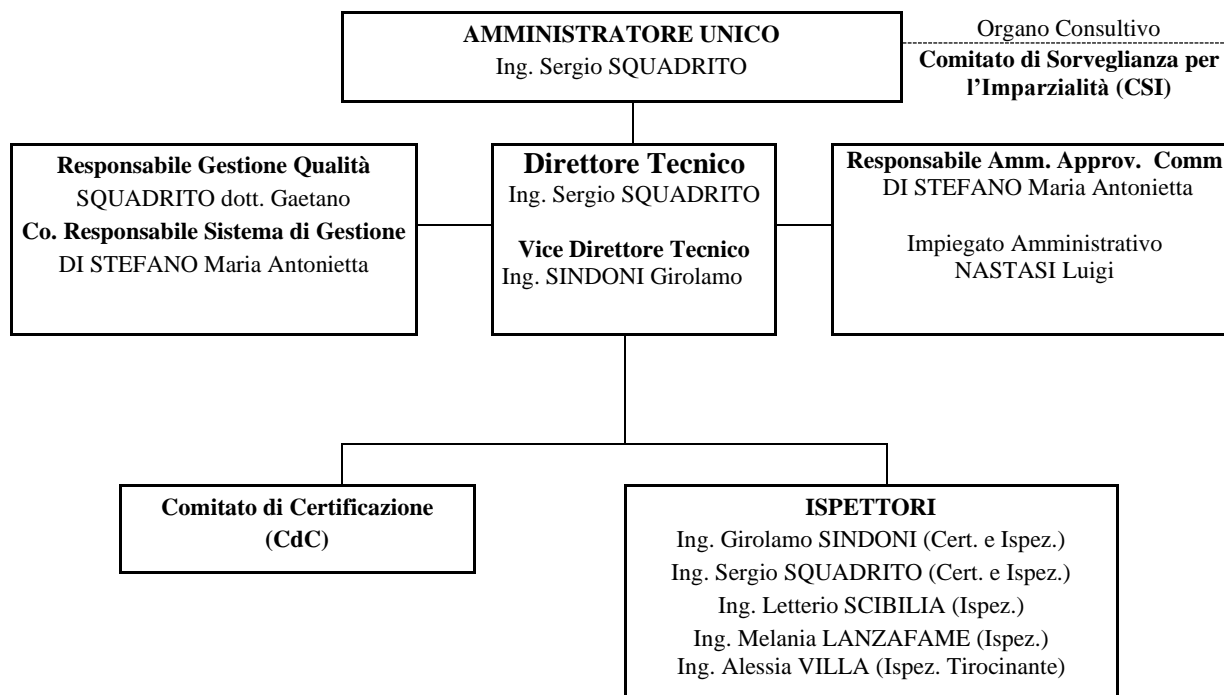 AMMINISTRATORE UNICO
Ing. Sergio SQUADRITO
Organo Consultivo
Comitato di Sorveglianza per
l'Imparzialità (CSI)
Responsabile Gestione Qualità
SQUADRITO dott. Gaetano
Co. Responsabile Sistema di Gestione
DI STEFANO Maria Antonietta
Direttore Tecnico
Ing. Sergio SQUADRITO
Vice Direttore Tecnico
Ing. SINDONI Girolamo
Responsabile Amm. Approv. Comm
DI STEFANO Maria Antonietta
Impiegato Amministrativo
NASTASI Luigi
Comitato di Certificazione
(CdC)
ISPETTORI
Ing. Girolamo SINDONI (Cert. e Ispez.)
Ing. Sergio SQUADRITO (Cert. e Ispez.)
Ing. Letterio SCIBILIA (Ispez.)
Ing. Melania LANZAFAME (Ispez.)
Ing. Alessia VILLA (Ispez. Tirocinante)